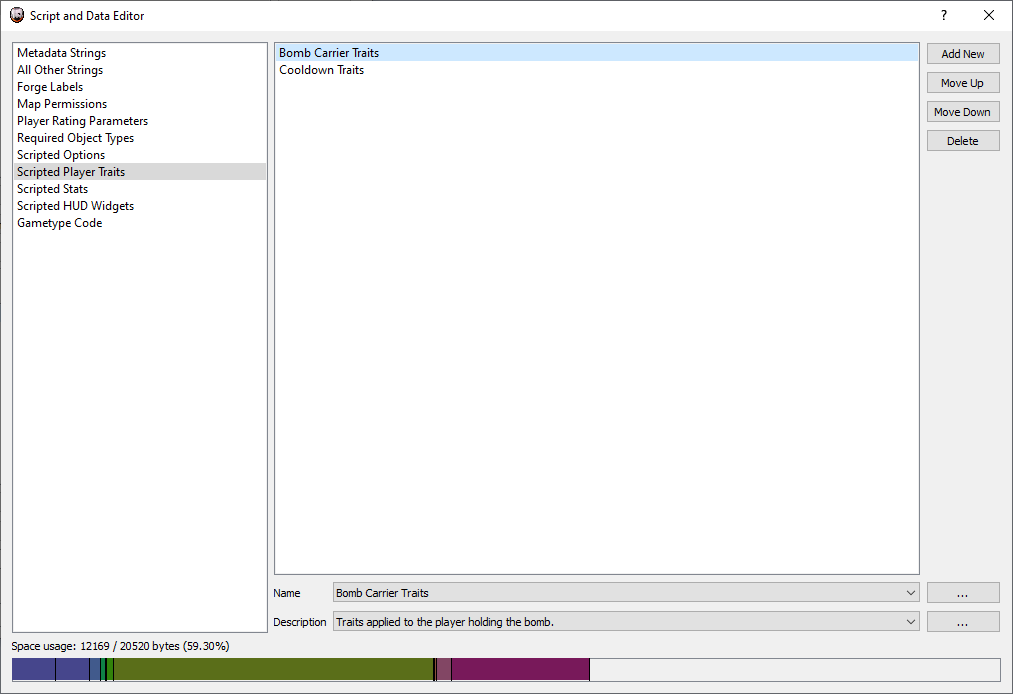 Script and Data Editor
?
Metadata Strings
All Other Strings
Forge Labels
Map Permissions
Player Rating Parameters
Required Object Types
Scripted Options
Scripted Player Traits
Scripted Stats
Scripted HUD Widgets
Gametype Code
Bomb Carrier Traits
Cooldown Traits
Add New
Move Up
Move Down
Delete
Name Bomb Carrier Traits ...
Description Traits applied to the player holding the bomb. ...
Space usage: 12169 / 20520 bytes (59.30%)